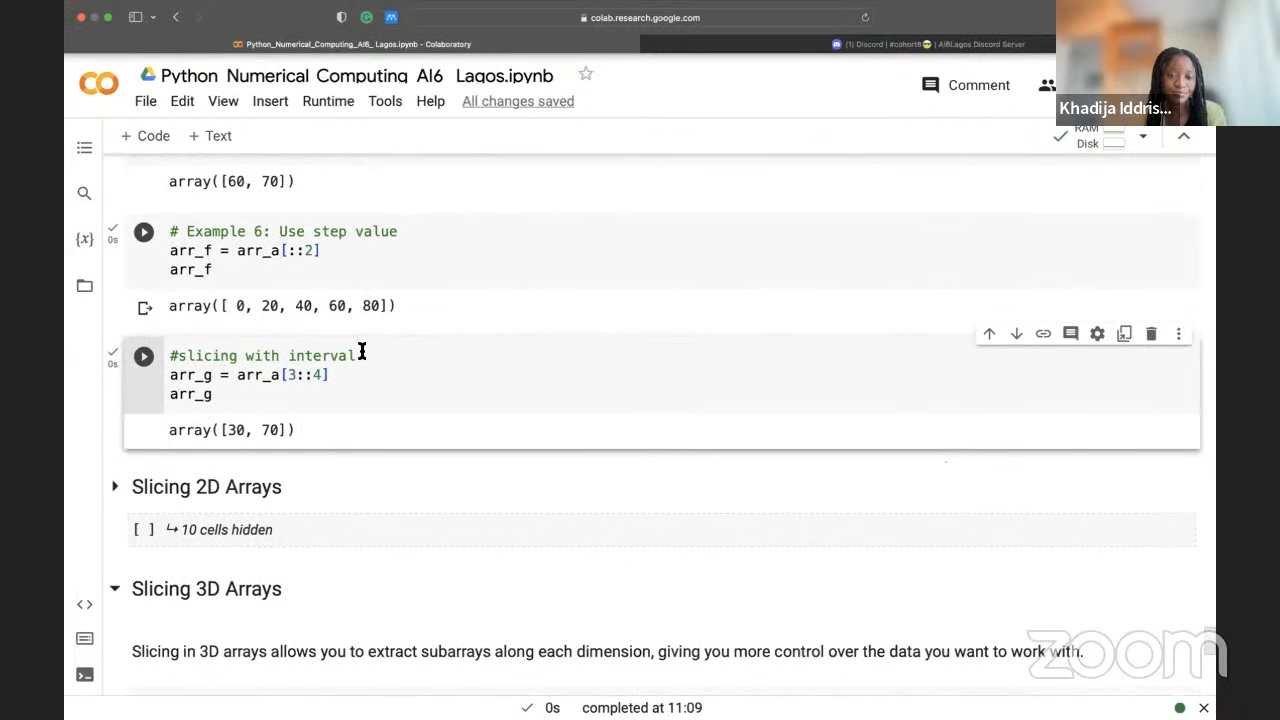 colab.research.google.com
Python_Numerical_Computing_AI6_ Lagos.ipynb - Colaboratory
(1) Discord | #cohort8😎 | AI6Lagos Discord Server
Python_Numerical_Computing_AI6_ Lagos.ipynb
File Edit View Insert Runtime Tools Help All changes saved
Comment
Khadija Iddris...
+ Code + Text
RAM
Disk
array([60, 70])
0s
# Example 6: Use step value
arr_f = arr_a[::2]
arr_f
array([ 0, 20, 40, 60, 80])
0s
#slicing with interval
arr_g = arr_a[3::4]
arr_g
array([30, 70])
Slicing 2D Arrays
[ ] ↳ 10 cells hidden
Slicing 3D Arrays
Slicing in 3D arrays allows you to extract subarrays along each dimension, giving you more control over the data you want to work with.
zoom
0s completed at 11:09